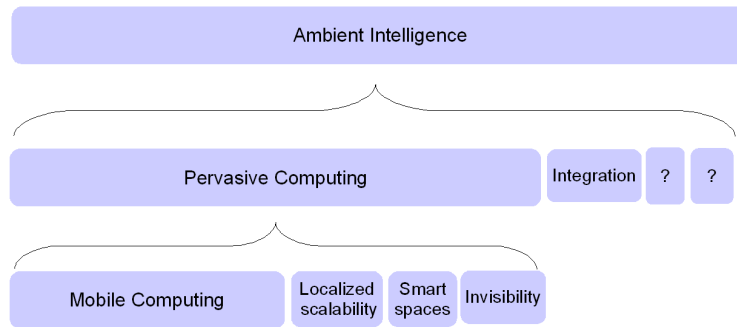 Ambient Intelligence
Pervasive Computing
Integration
?
?
Mobile Computing
Localized
scalability
Smart
spaces
Invisibility